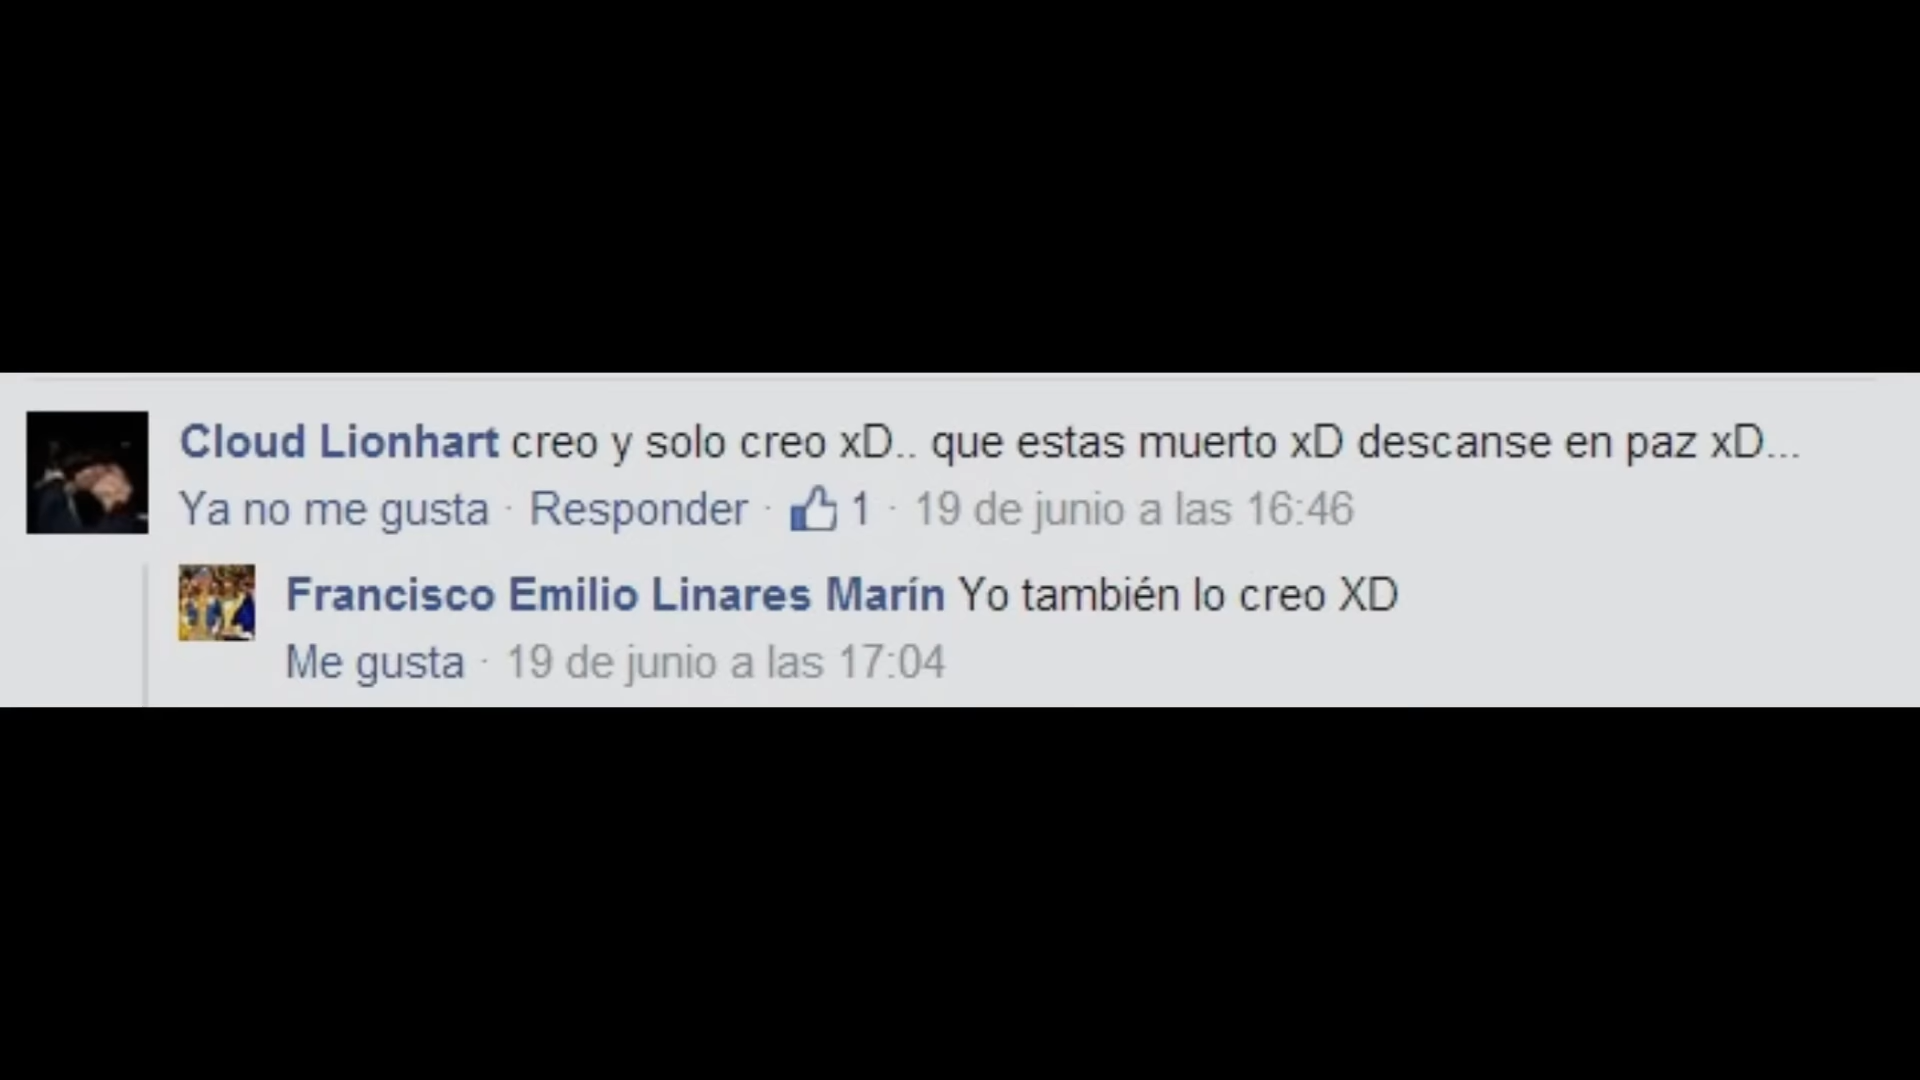 Cloud Lionhart creo y solo creo xD.. que estas muerto xD descanse en paz xD...
Ya no me gusta · Responder · 1 · 19 de junio a las 16:46
Francisco Emilio Linares Marín Yo también lo creo XD
Me gusta · 19 de junio a las 17:04